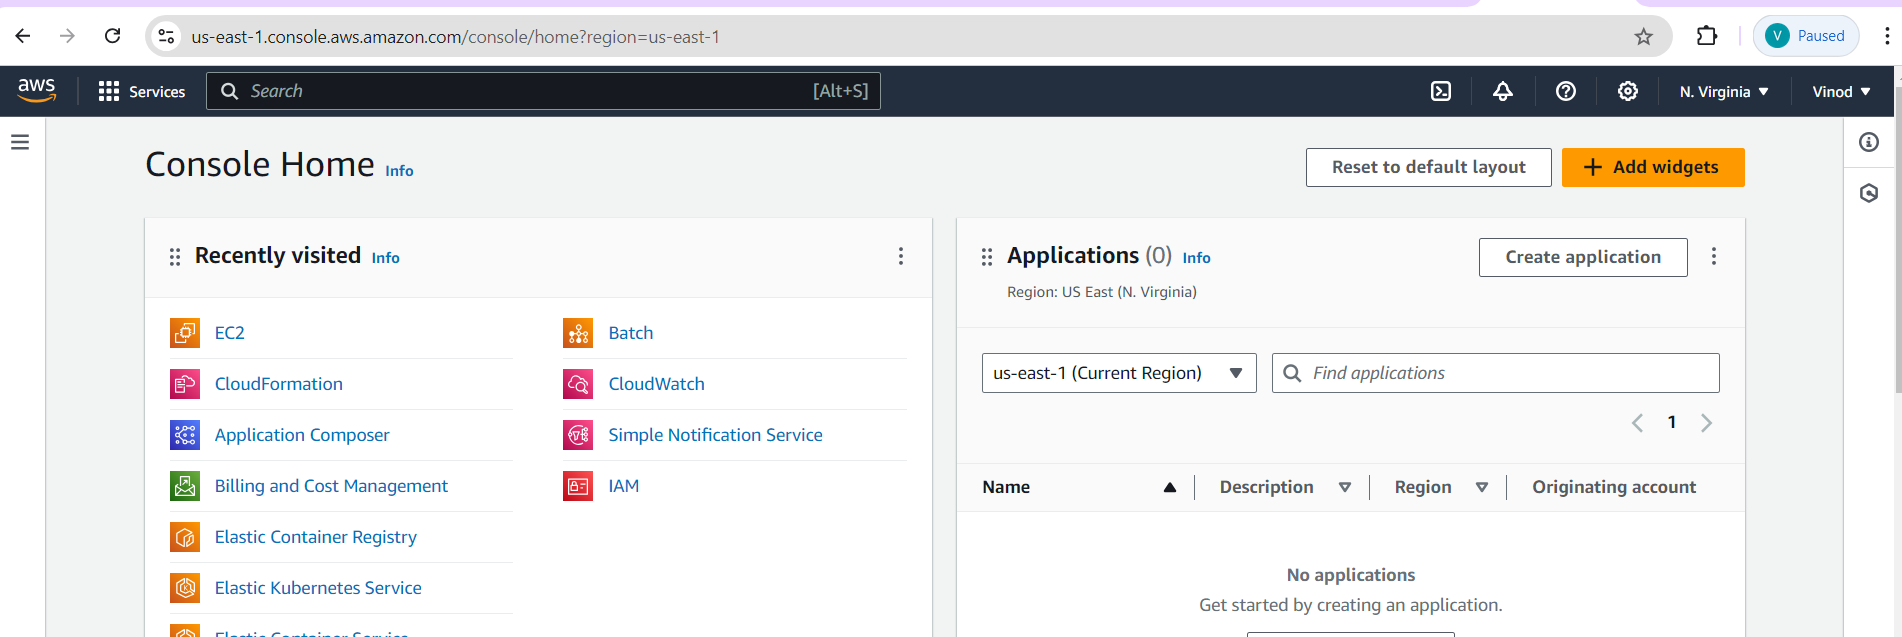 us-east-1.console.aws.amazon.com/console/home?region=us-east-1
V Paused
aws Services Search [Alt+S] N. Virginia Vinod
Console Home Info
Reset to default layout
Add widgets
Recently visited Info
EC2
CloudFormation
Application Composer
Billing and Cost Management
Elastic Container Registry
Elastic Kubernetes Service
Elastic Container Service
Batch
CloudWatch
Simple Notification Service
IAM
Applications (0) Info
Region: US East (N. Virginia)
Create application
us-east-1 (Current Region)
Find applications
1
Name Description Region Originating account
No applications
Get started by creating an application.